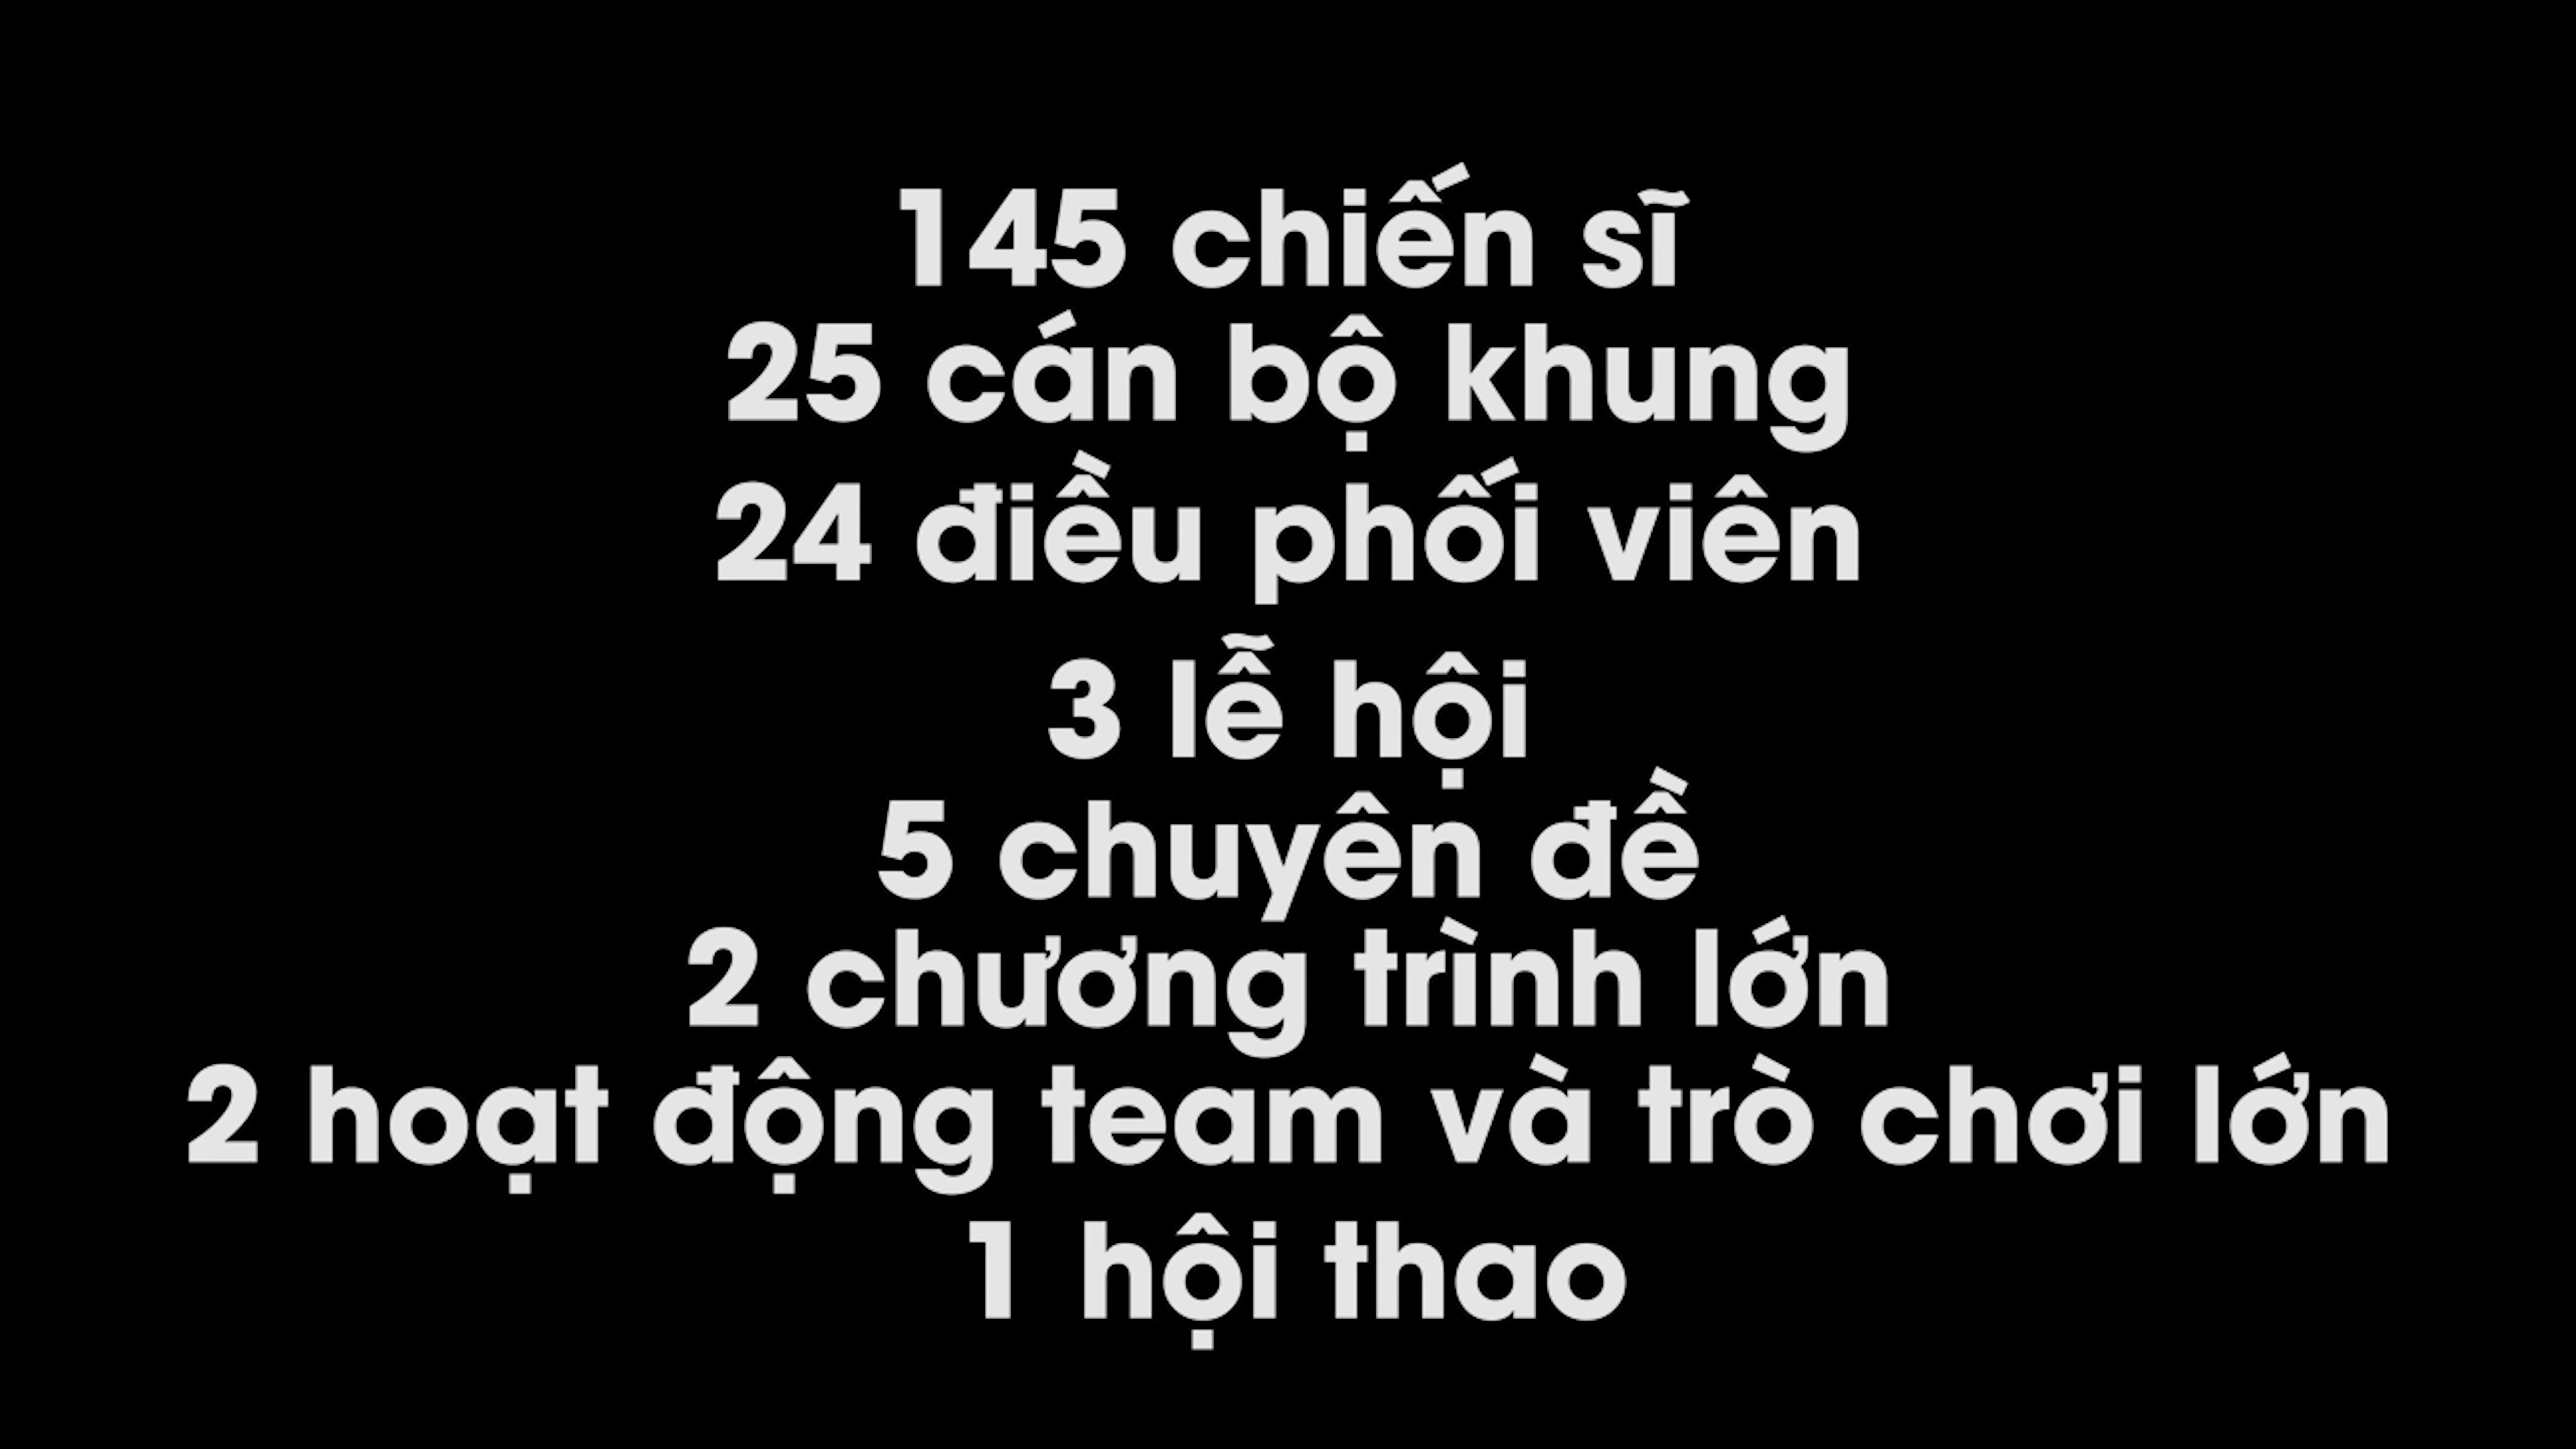 145 chiến sĩ
25 cán bộ khung
24 điều phối viên
3 lễ hội
5 chuyên đề
2 chương trình lớn
2 hoạt động team và trò chơi lớn
1 hội thao